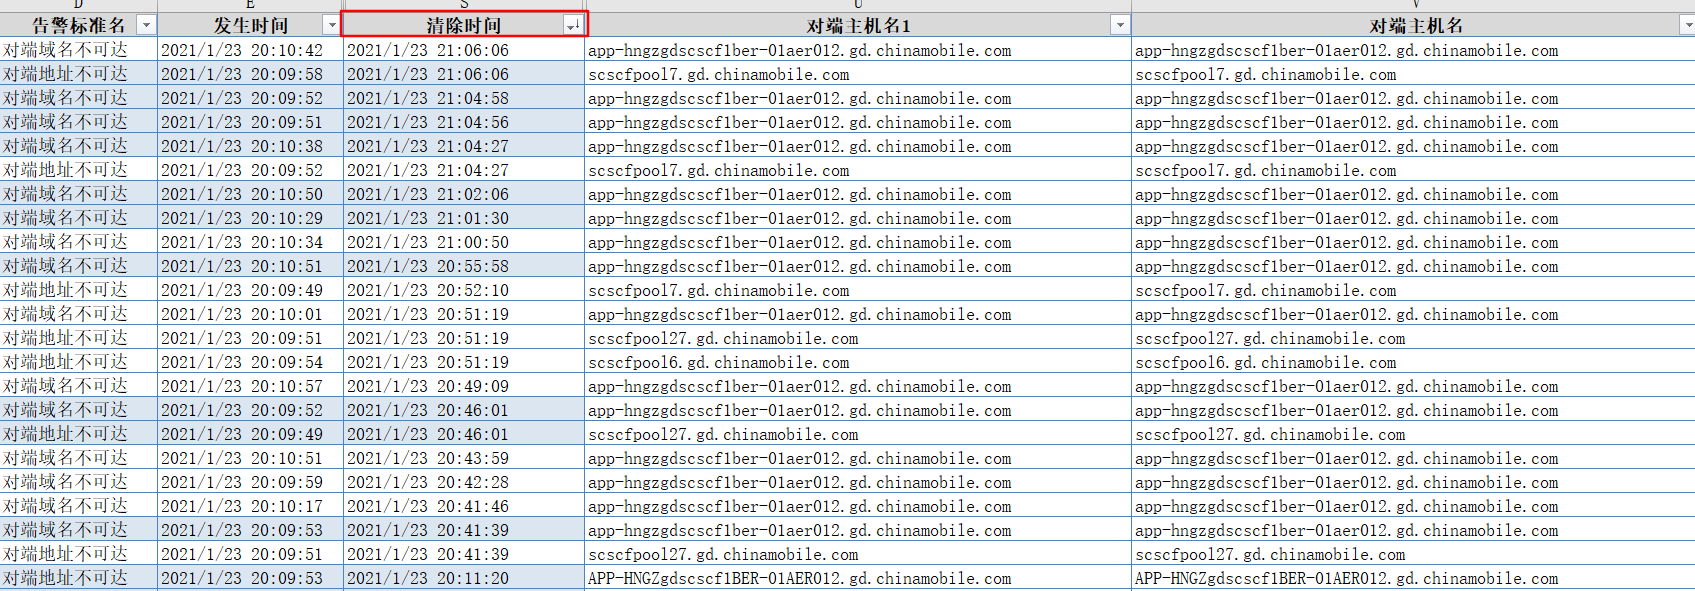 D E S U V
告警标准名 发生时间 清除时间 对端主机名1 对端主机名
对端域名不可达 2021/1/23 20:10:42 2021/1/23 21:06:06 app-hngzgdscscf1ber-01aer012.gd.chinamobile.com app-hngzgdscscf1ber-01aer012.gd.chinamobile.com
对端地址不可达 2021/1/23 20:09:58 2021/1/23 21:06:06 scscfpool7.gd.chinamobile.com scscfpool7.gd.chinamobile.com
对端域名不可达 2021/1/23 20:09:52 2021/1/23 21:04:58 app-hngzgdscscf1ber-01aer012.gd.chinamobile.com app-hngzgdscscf1ber-01aer012.gd.chinamobile.com
对端域名不可达 2021/1/23 20:09:51 2021/1/23 21:04:56 app-hngzgdscscf1ber-01aer012.gd.chinamobile.com app-hngzgdscscf1ber-01aer012.gd.chinamobile.com
对端域名不可达 2021/1/23 20:10:38 2021/1/23 21:04:27 app-hngzgdscscf1ber-01aer012.gd.chinamobile.com app-hngzgdscscf1ber-01aer012.gd.chinamobile.com
对端地址不可达 2021/1/23 20:09:52 2021/1/23 21:04:27 scscfpool7.gd.chinamobile.com scscfpool7.gd.chinamobile.com
对端域名不可达 2021/1/23 20:10:50 2021/1/23 21:02:06 app-hngzgdscscf1ber-01aer012.gd.chinamobile.com app-hngzgdscscf1ber-01aer012.gd.chinamobile.com
对端域名不可达 2021/1/23 20:10:29 2021/1/23 21:01:30 app-hngzgdscscf1ber-01aer012.gd.chinamobile.com app-hngzgdscscf1ber-01aer012.gd.chinamobile.com
对端域名不可达 2021/1/23 20:10:34 2021/1/23 21:00:50 app-hngzgdscscf1ber-01aer012.gd.chinamobile.com app-hngzgdscscf1ber-01aer012.gd.chinamobile.com
对端域名不可达 2021/1/23 20:10:51 2021/1/23 20:55:58 app-hngzgdscscf1ber-01aer012.gd.chinamobile.com app-hngzgdscscf1ber-01aer012.gd.chinamobile.com
对端地址不可达 2021/1/23 20:09:49 2021/1/23 20:52:10 scscfpool7.gd.chinamobile.com scscfpool7.gd.chinamobile.com
对端域名不可达 2021/1/23 20:10:01 2021/1/23 20:51:19 app-hngzgdscscf1ber-01aer012.gd.chinamobile.com app-hngzgdscscf1ber-01aer012.gd.chinamobile.com
对端地址不可达 2021/1/23 20:09:51 2021/1/23 20:51:19 scscfpool27.gd.chinamobile.com scscfpool27.gd.chinamobile.com
对端地址不可达 2021/1/23 20:09:54 2021/1/23 20:51:19 scscfpool6.gd.chinamobile.com scscfpool6.gd.chinamobile.com
对端域名不可达 2021/1/23 20:10:57 2021/1/23 20:49:09 app-hngzgdscscf1ber-01aer012.gd.chinamobile.com app-hngzgdscscf1ber-01aer012.gd.chinamobile.com
对端域名不可达 2021/1/23 20:09:52 2021/1/23 20:46:01 app-hngzgdscscf1ber-01aer012.gd.chinamobile.com app-hngzgdscscf1ber-01aer012.gd.chinamobile.com
对端地址不可达 2021/1/23 20:09:49 2021/1/23 20:46:01 scscfpool27.gd.chinamobile.com scscfpool27.gd.chinamobile.com
对端域名不可达 2021/1/23 20:10:51 2021/1/23 20:43:59 app-hngzgdscscf1ber-01aer012.gd.chinamobile.com app-hngzgdscscf1ber-01aer012.gd.chinamobile.com
对端域名不可达 2021/1/23 20:09:59 2021/1/23 20:42:28 app-hngzgdscscf1ber-01aer012.gd.chinamobile.com app-hngzgdscscf1ber-01aer012.gd.chinamobile.com
对端域名不可达 2021/1/23 20:10:17 2021/1/23 20:41:46 app-hngzgdscscf1ber-01aer012.gd.chinamobile.com app-hngzgdscscf1ber-01aer012.gd.chinamobile.com
对端域名不可达 2021/1/23 20:09:53 2021/1/23 20:41:39 app-hngzgdscscf1ber-01aer012.gd.chinamobile.com app-hngzgdscscf1ber-01aer012.gd.chinamobile.com
对端地址不可达 2021/1/23 20:09:51 2021/1/23 20:41:39 scscfpool27.gd.chinamobile.com scscfpool27.gd.chinamobile.com
对端地址不可达 2021/1/23 20:09:53 2021/1/23 20:11:20 APP-HNGZgdscscf1BER-01AER012.gd.chinamobile.com APP-HNGZgdscscf1BER-01AER012.gd.chinamobile.com